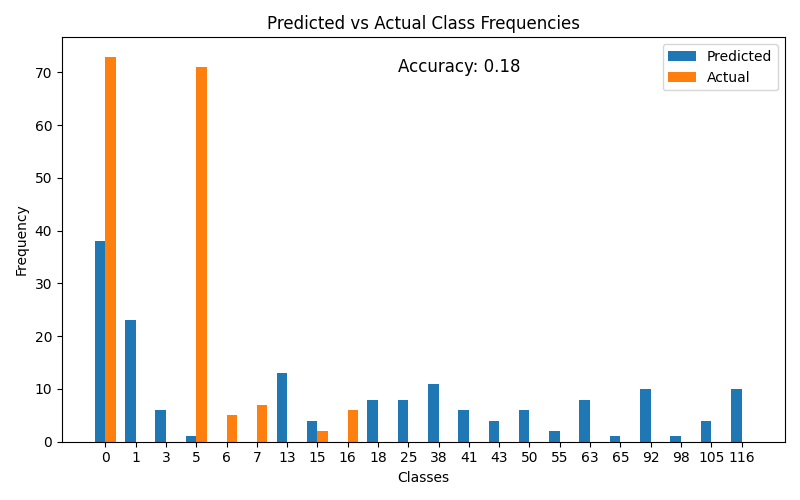 Predicted vs Actual Class Frequencies
Accuracy: 0.18
Predicted
Actual
Frequency
70
60
50
40
30
20
10
0
0 1 3 5 6 7 13 15 16 18 25 38 41 43 50 55 63 65 92 98 105 116
Classes